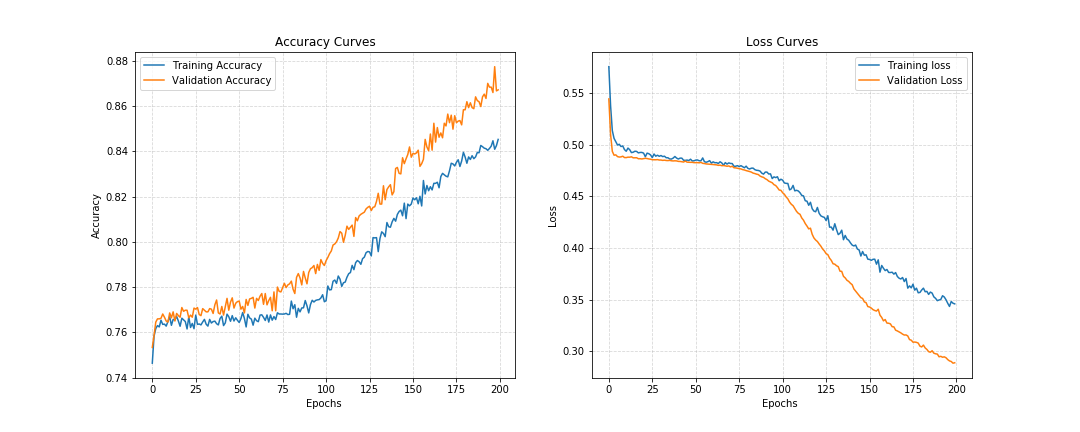 Accuracy Curves
Training Accuracy
Validation Accuracy
0.88
0.86
0.84
0.82
0.80
0.78
0.76
0.74
Accuracy
0 25 50 75 100 125 150 175 200
Epochs
Loss Curves
Training loss
Validation Loss
0.55
0.50
0.45
0.40
0.35
0.30
Loss
0 25 50 75 100 125 150 175 200
Epochs